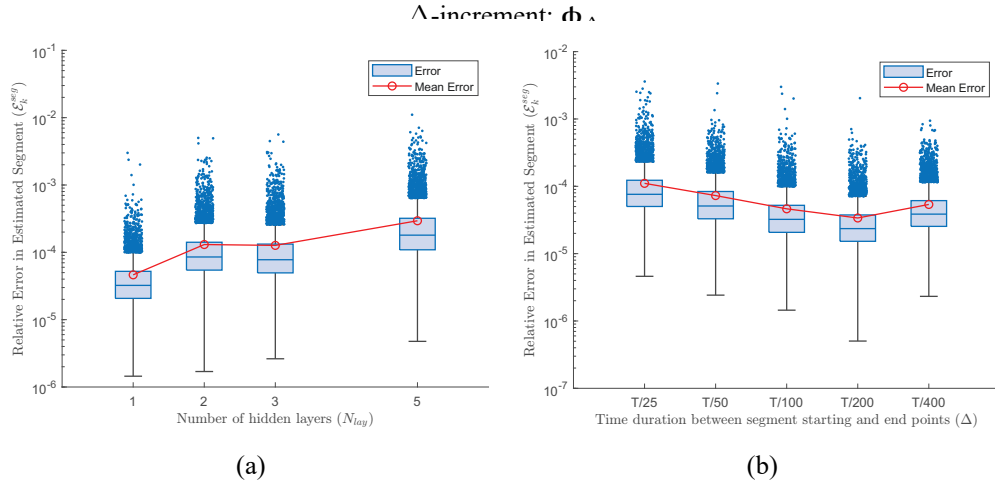 Δ-increment: Φ_Δ
10^-1
10^-2
10^-3
10^-4
10^-5
10^-6
Relative Error in Estimated Segment (ℰ_k^seg)
Error
Mean Error
1
2
3
5
Number of hidden layers (N_lay)
(a)
10^-2
10^-3
10^-4
10^-5
10^-6
10^-7
Relative Error in Estimated Segment (ℰ_k^seg)
Error
Mean Error
T/25
T/50
T/100
T/200
T/400
Time duration between segment starting and end points (Δ)
(b)